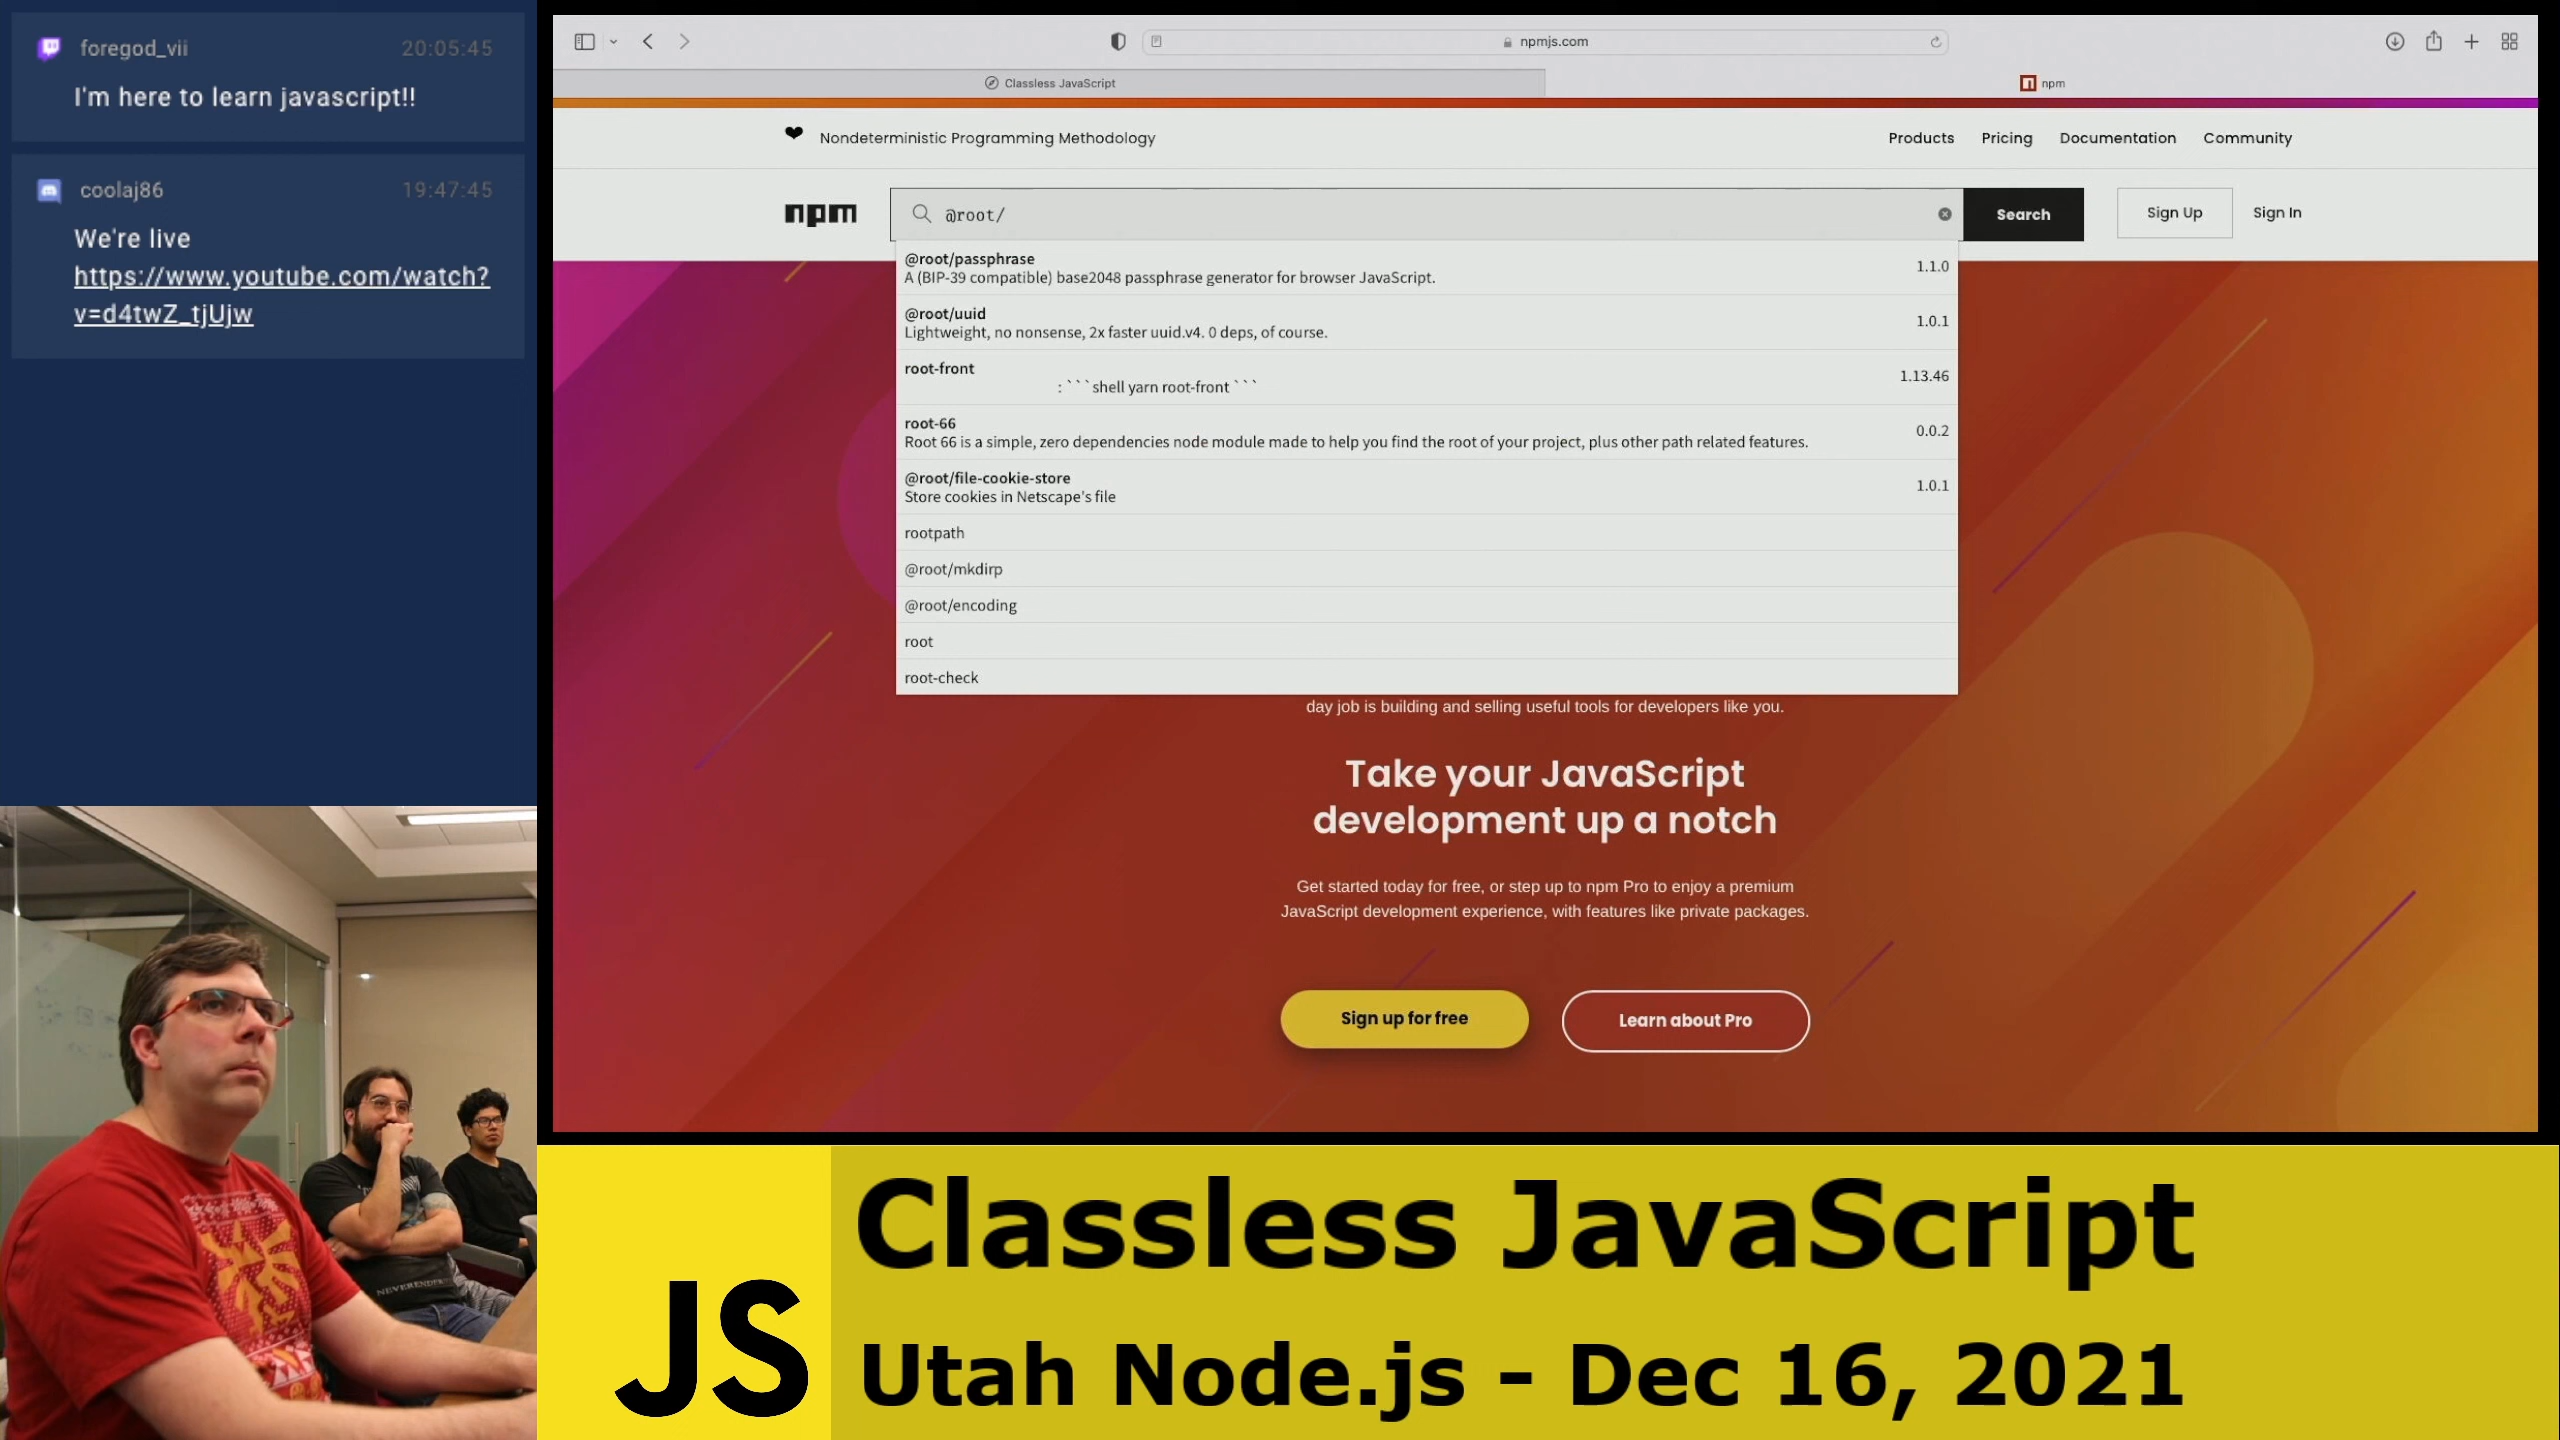 foregod_vii 20:05:45
I'm here to learn javascript!!
coolaj86 19:47:45
We're live
https://www.youtube.com/watch?
v=d4twZ_tjUjw
npmjs.com
Classless JavaScript
npm
❤ Nondeterministic Programming Methodology
Products Pricing Documentation Community
npm
@root/
Search
Sign Up
Sign In
@root/passphrase
A (BIP-39 compatible) base2048 passphrase generator for browser JavaScript.
1.1.0
@root/uuid
Lightweight, no nonsense, 2x faster uuid.v4. 0 deps, of course.
1.0.1
root-front
: ```shell yarn root-front ```
1.13.46
root-66
Root 66 is a simple, zero dependencies node module made to help you find the root of your project, plus other path related features.
0.0.2
@root/file-cookie-store
Store cookies in Netscape's file
1.0.1
rootpath
@root/mkdirp
@root/encoding
root
root-check
day job is building and selling useful tools for developers like you.
Take your JavaScript
development up a notch
Get started today for free, or step up to npm Pro to enjoy a premium
JavaScript development experience, with features like private packages.
Sign up for free
Learn about Pro
JS
Classless JavaScript
Utah Node.js - Dec 16, 2021